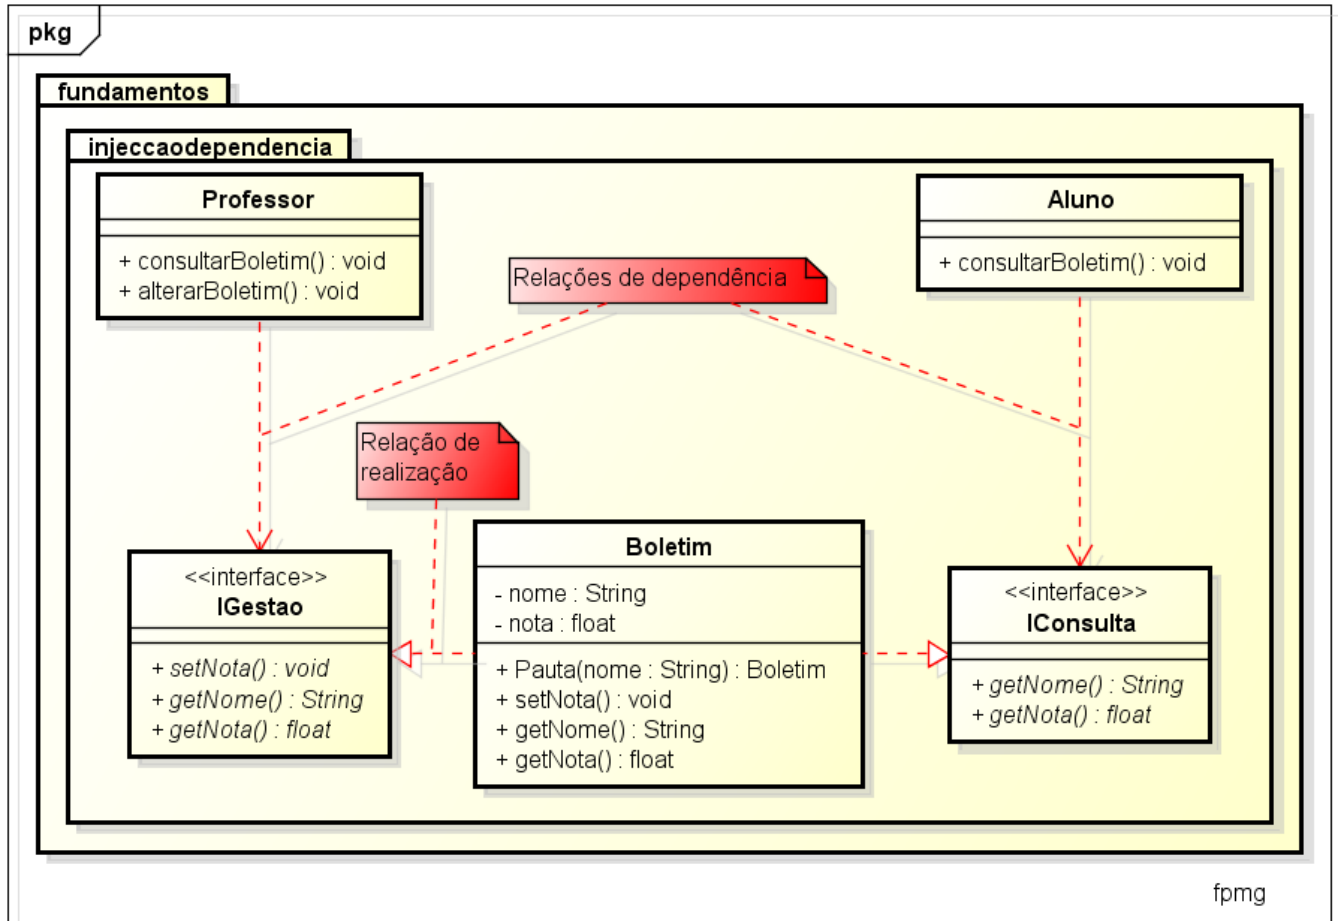 pkg
fundamentos
injeccaodependencia
Professor
+ consultarBoletim() : void
+ alterarBoletim() : void
Aluno
+ consultarBoletim() : void
Relações de dependência
Relação de
realização
<<interface>>
IGestao
+ setNota() : void
+ getNome() : String
+ getNota() : float
Boletim
- nome : String
- nota : float
+ Pauta(nome : String) : Boletim
+ setNota() : void
+ getNome() : String
+ getNota() : float
<<interface>>
IConsulta
+ getNome() : String
+ getNota() : float
fpmg